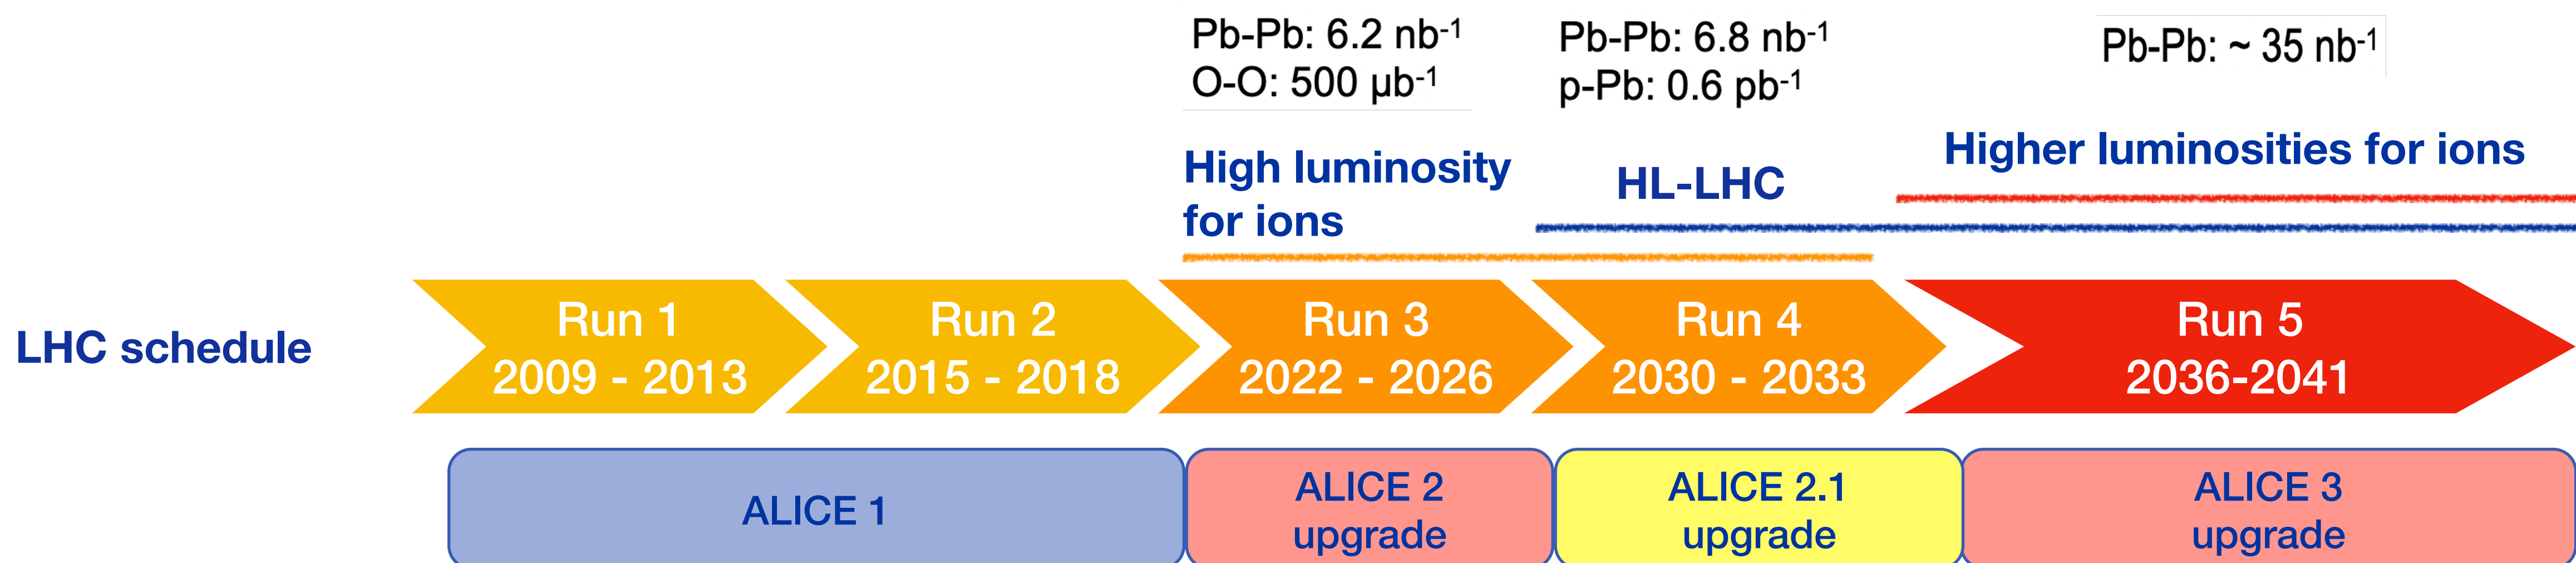 Pb-Pb: 6.2 nb⁻¹
O-O: 500 µb⁻¹
Pb-Pb: 6.8 nb⁻¹
p-Pb: 0.6 pb⁻¹
Pb-Pb: ~ 35 nb⁻¹
High luminosity
for ions
HL-LHC
Higher luminosities for ions
LHC schedule
Run 1
2009 - 2013
Run 2
2015 - 2018
Run 3
2022 - 2026
Run 4
2030 - 2033
Run 5
2036-2041
ALICE 1
ALICE 2
upgrade
ALICE 2.1
upgrade
ALICE 3
upgrade